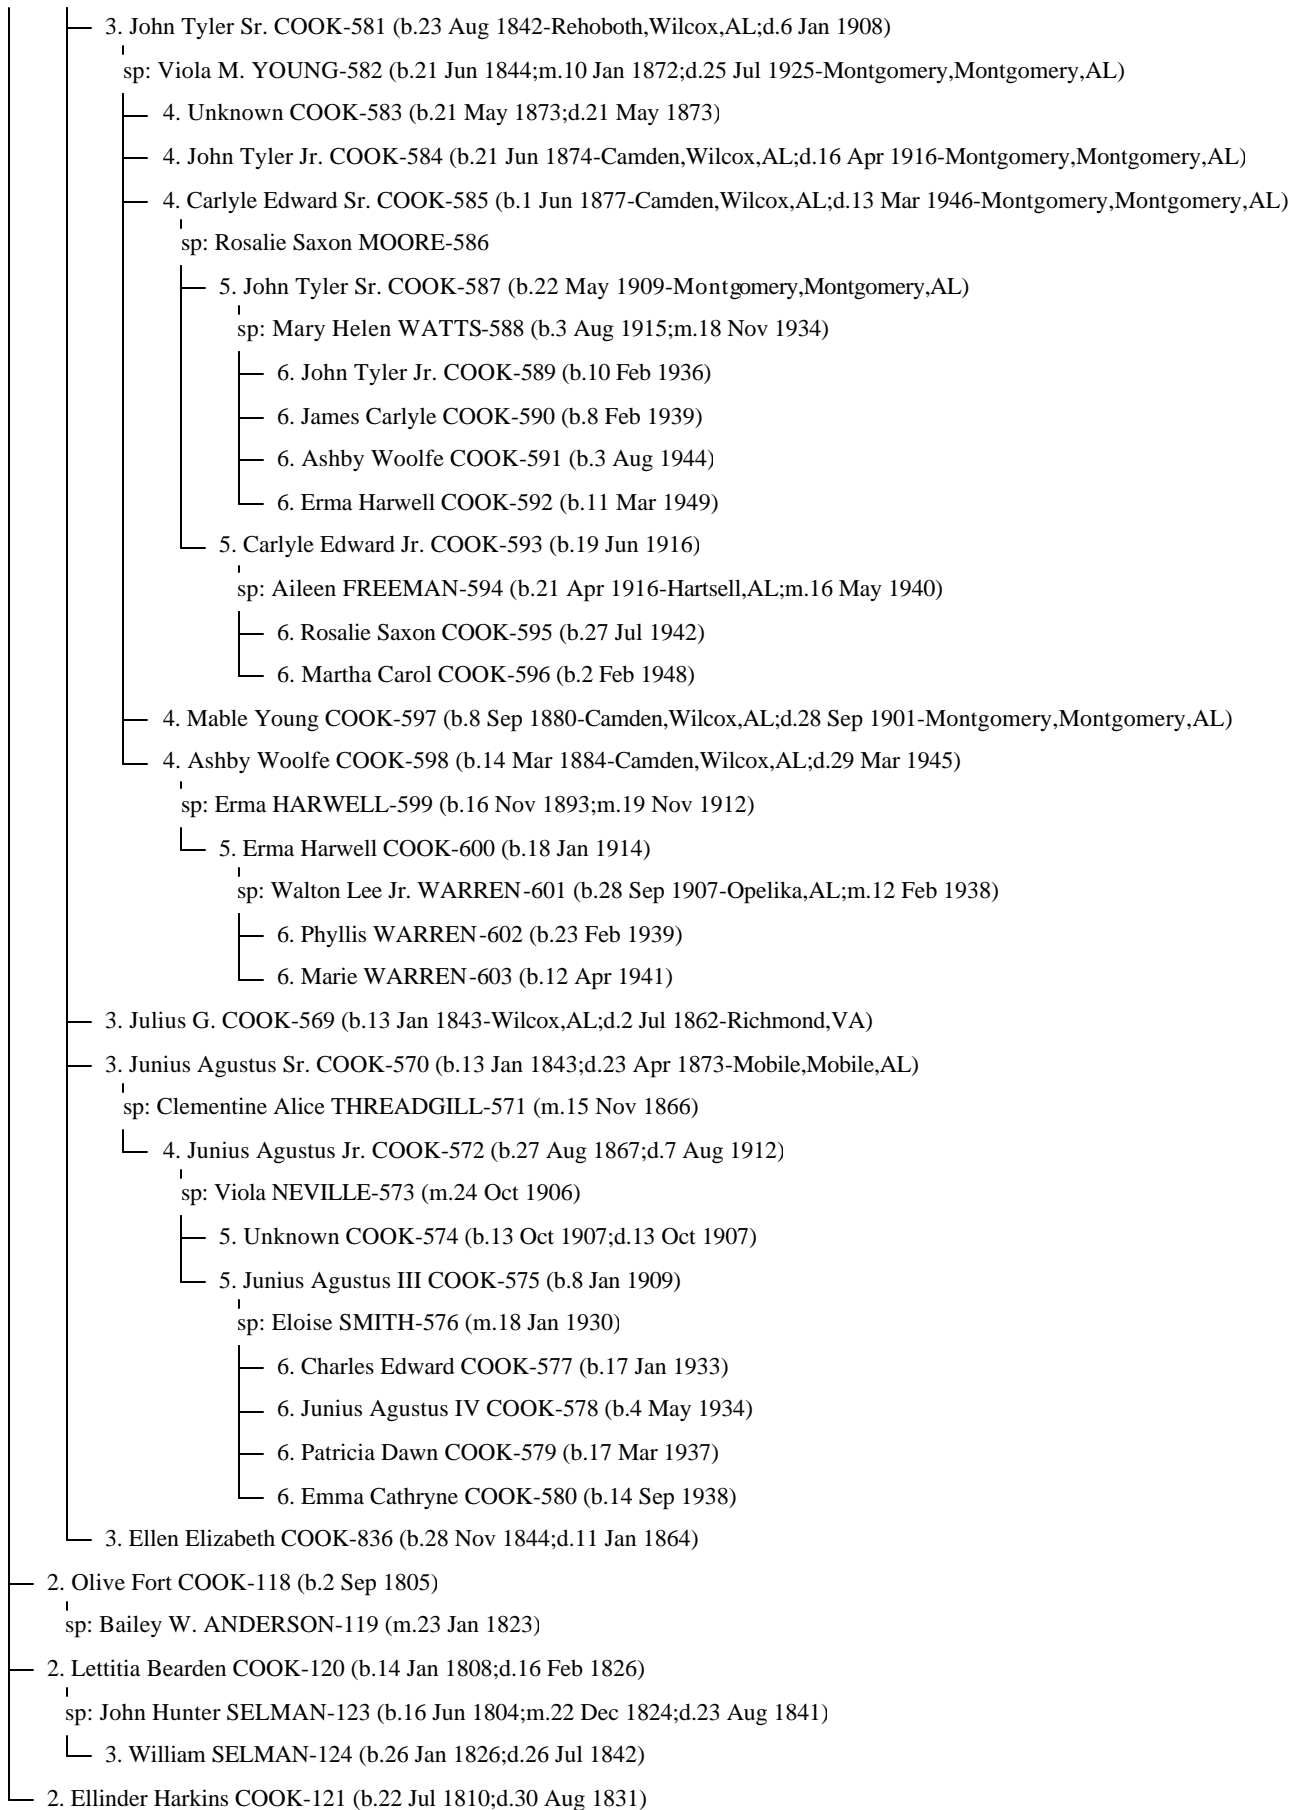 3. John Tyler Sr. COOK-581 (b.23 Aug 1842-Rehoboth,Wilcox,AL;d.6 Jan 1908)
sp: Viola M. YOUNG-582 (b.21 Jun 1844;m.10 Jan 1872;d.25 Jul 1925-Montgomery,Montgomery,AL)
4. Unknown COOK-583 (b.21 May 1873;d.21 May 1873)
4. John Tyler Jr. COOK-584 (b.21 Jun 1874-Camden,Wilcox,AL;d.16 Apr 1916-Montgomery,Montgomery,AL)
4. Carlyle Edward Sr. COOK-585 (b.1 Jun 1877-Camden,Wilcox,AL;d.13 Mar 1946-Montgomery,Montgomery,AL)
sp: Rosalie Saxon MOORE-586
5. John Tyler Sr. COOK-587 (b.22 May 1909-Montgomery,Montgomery,AL)
sp: Mary Helen WATTS-588 (b.3 Aug 1915;m.18 Nov 1934)
6. John Tyler Jr. COOK-589 (b.10 Feb 1936)
6. James Carlyle COOK-590 (b.8 Feb 1939)
6. Ashby Woolfe COOK-591 (b.3 Aug 1944)
6. Erma Harwell COOK-592 (b.11 Mar 1949)
5. Carlyle Edward Jr. COOK-593 (b.19 Jun 1916)
sp: Aileen FREEMAN-594 (b.21 Apr 1916-Hartsell,AL;m.16 May 1940)
6. Rosalie Saxon COOK-595 (b.27 Jul 1942)
6. Martha Carol COOK-596 (b.2 Feb 1948)
4. Mable Young COOK-597 (b.8 Sep 1880-Camden,Wilcox,AL;d.28 Sep 1901-Montgomery,Montgomery,AL)
4. Ashby Woolfe COOK-598 (b.14 Mar 1884-Camden,Wilcox,AL;d.29 Mar 1945)
sp: Erma HARWELL-599 (b.16 Nov 1893;m.19 Nov 1912)
5. Erma Harwell COOK-600 (b.18 Jan 1914)
sp: Walton Lee Jr. WARREN-601 (b.28 Sep 1907-Opelika,AL;m.12 Feb 1938)
6. Phyllis WARREN-602 (b.23 Feb 1939)
6. Marie WARREN-603 (b.12 Apr 1941)
3. Julius G. COOK-569 (b.13 Jan 1843-Wilcox,AL;d.2 Jul 1862-Richmond,VA)
3. Junius Agustus Sr. COOK-570 (b.13 Jan 1843;d.23 Apr 1873-Mobile,Mobile,AL)
sp: Clementine Alice THREADGILL-571 (m.15 Nov 1866)
4. Junius Agustus Jr. COOK-572 (b.27 Aug 1867;d.7 Aug 1912)
sp: Viola NEVILLE-573 (m.24 Oct 1906)
5. Unknown COOK-574 (b.13 Oct 1907;d.13 Oct 1907)
5. Junius Agustus III COOK-575 (b.8 Jan 1909)
sp: Eloise SMITH-576 (m.18 Jan 1930)
6. Charles Edward COOK-577 (b.17 Jan 1933)
6. Junius Agustus IV COOK-578 (b.4 May 1934)
6. Patricia Dawn COOK-579 (b.17 Mar 1937)
6. Emma Cathryne COOK-580 (b.14 Sep 1938)
3. Ellen Elizabeth COOK-836 (b.28 Nov 1844;d.11 Jan 1864)
2. Olive Fort COOK-118 (b.2 Sep 1805)
sp: Bailey W. ANDERSON-119 (m.23 Jan 1823)
2. Lettitia Bearden COOK-120 (b.14 Jan 1808;d.16 Feb 1826)
sp: John Hunter SELMAN-123 (b.16 Jun 1804;m.22 Dec 1824;d.23 Aug 1841)
3. William SELMAN-124 (b.26 Jan 1826;d.26 Jul 1842)
2. Ellinder Harkins COOK-121 (b.22 Jul 1810;d.30 Aug 1831)